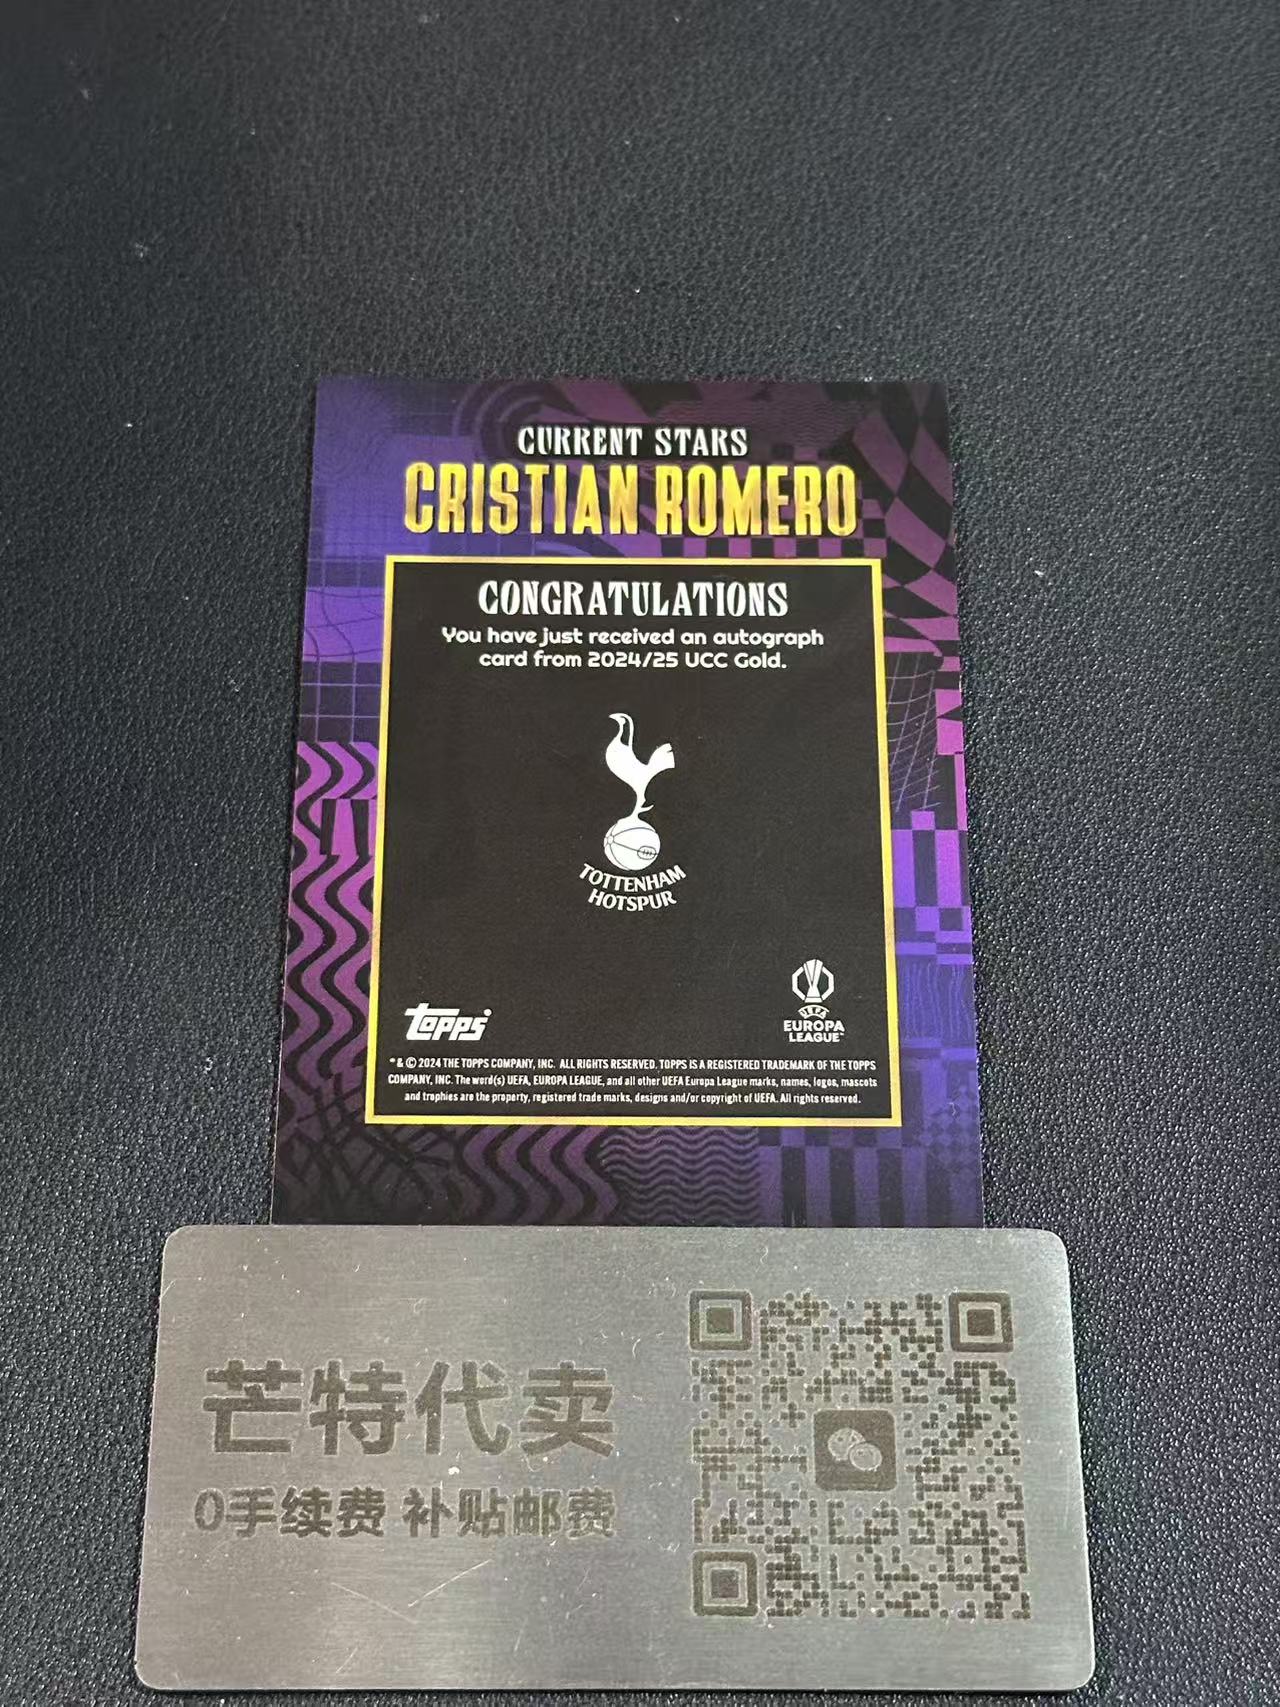 CURRENT STARS
CRISTIAN ROMERO
CONGRATULATIONS
You have just received an autograph
card from 2024/25 UCC Gold.
TOTTENHAM
HOTSPUR
topps
UEFA
EUROPA
LEAGUE™
* & © 2024 THE TOPPS COMPANY, INC. ALL RIGHTS RESERVED. TOPPS IS A REGISTERED TRADEMARK OF THE TOPPS
COMPANY, INC. The word(s) UEFA, EUROPA LEAGUE, and all other UEFA Europa League marks, names, logos, mascots
and trophies are the property, registered trade marks, designs and/or copyright of UEFA. All rights reserved.
芒特代卖
0手续费 补贴邮费